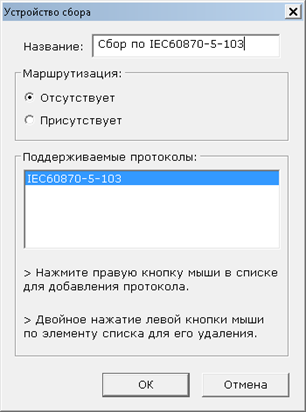 Устройство сбора
Название: Сбор по IEC60870-5-103
Маршрутизация:
Отсутствует
Присутствует
Поддерживаемые протоколы:
IEC60870-5-103
> Нажмите правую кнопку мыши в списке
для добавления протокола.
> Двойное нажатие левой кнопки мыши
по элементу списка для его удаления.
ОК Отмена